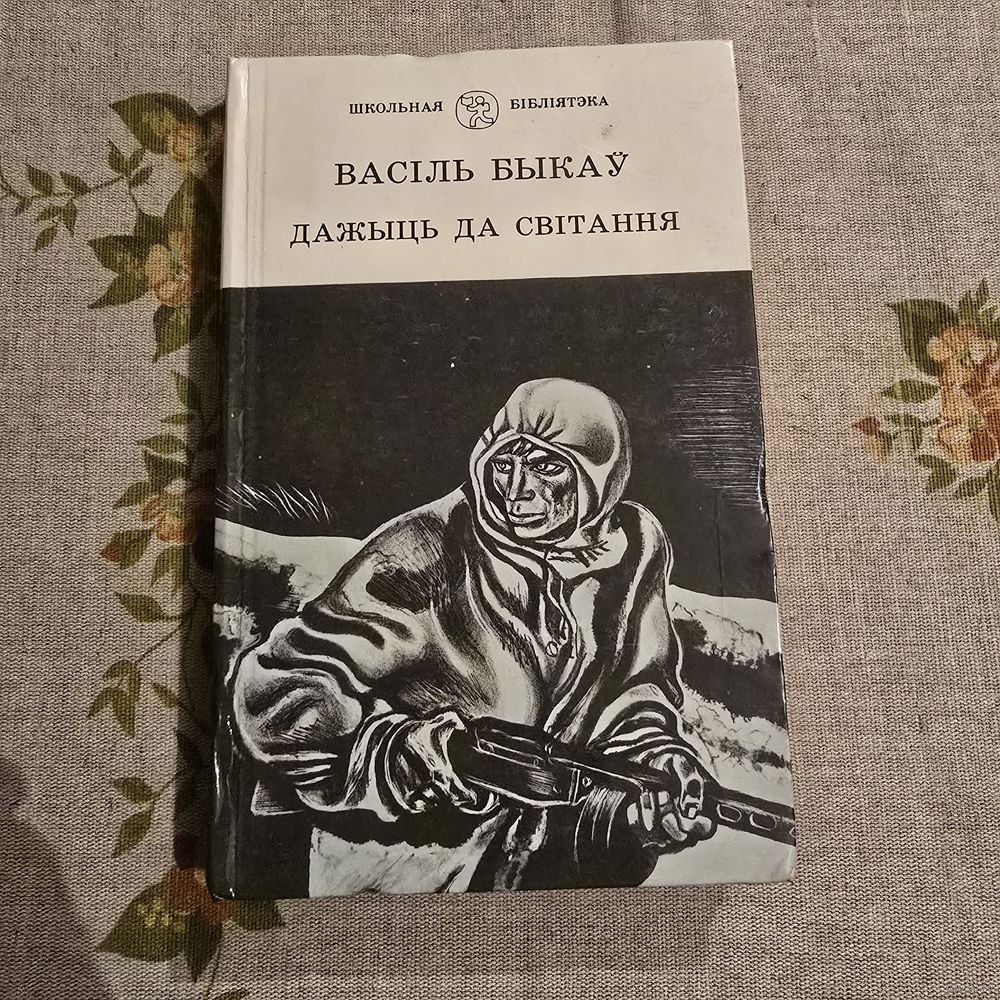 ШКОЛЬНАЯ БІБЛІЯТЭКА
ВАСІЛЬ БЫКАЎ
ДАЖЫЦЬ ДА СВІТАННЯ